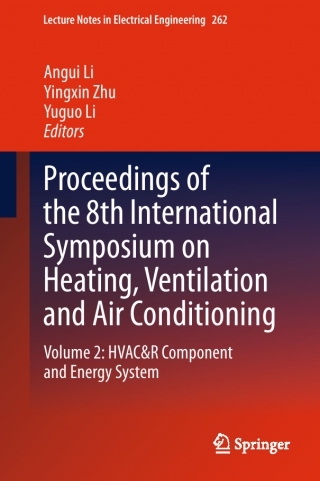 Lecture Notes in Electrical Engineering 262
Angui Li
Yingxin Zhu
Yuguo Li
Editors
Proceedings of
the 8th International
Symposium on
Heating, Ventilation
and Air Conditioning
Volume 2: HVAC&R Component
and Energy System
Springer